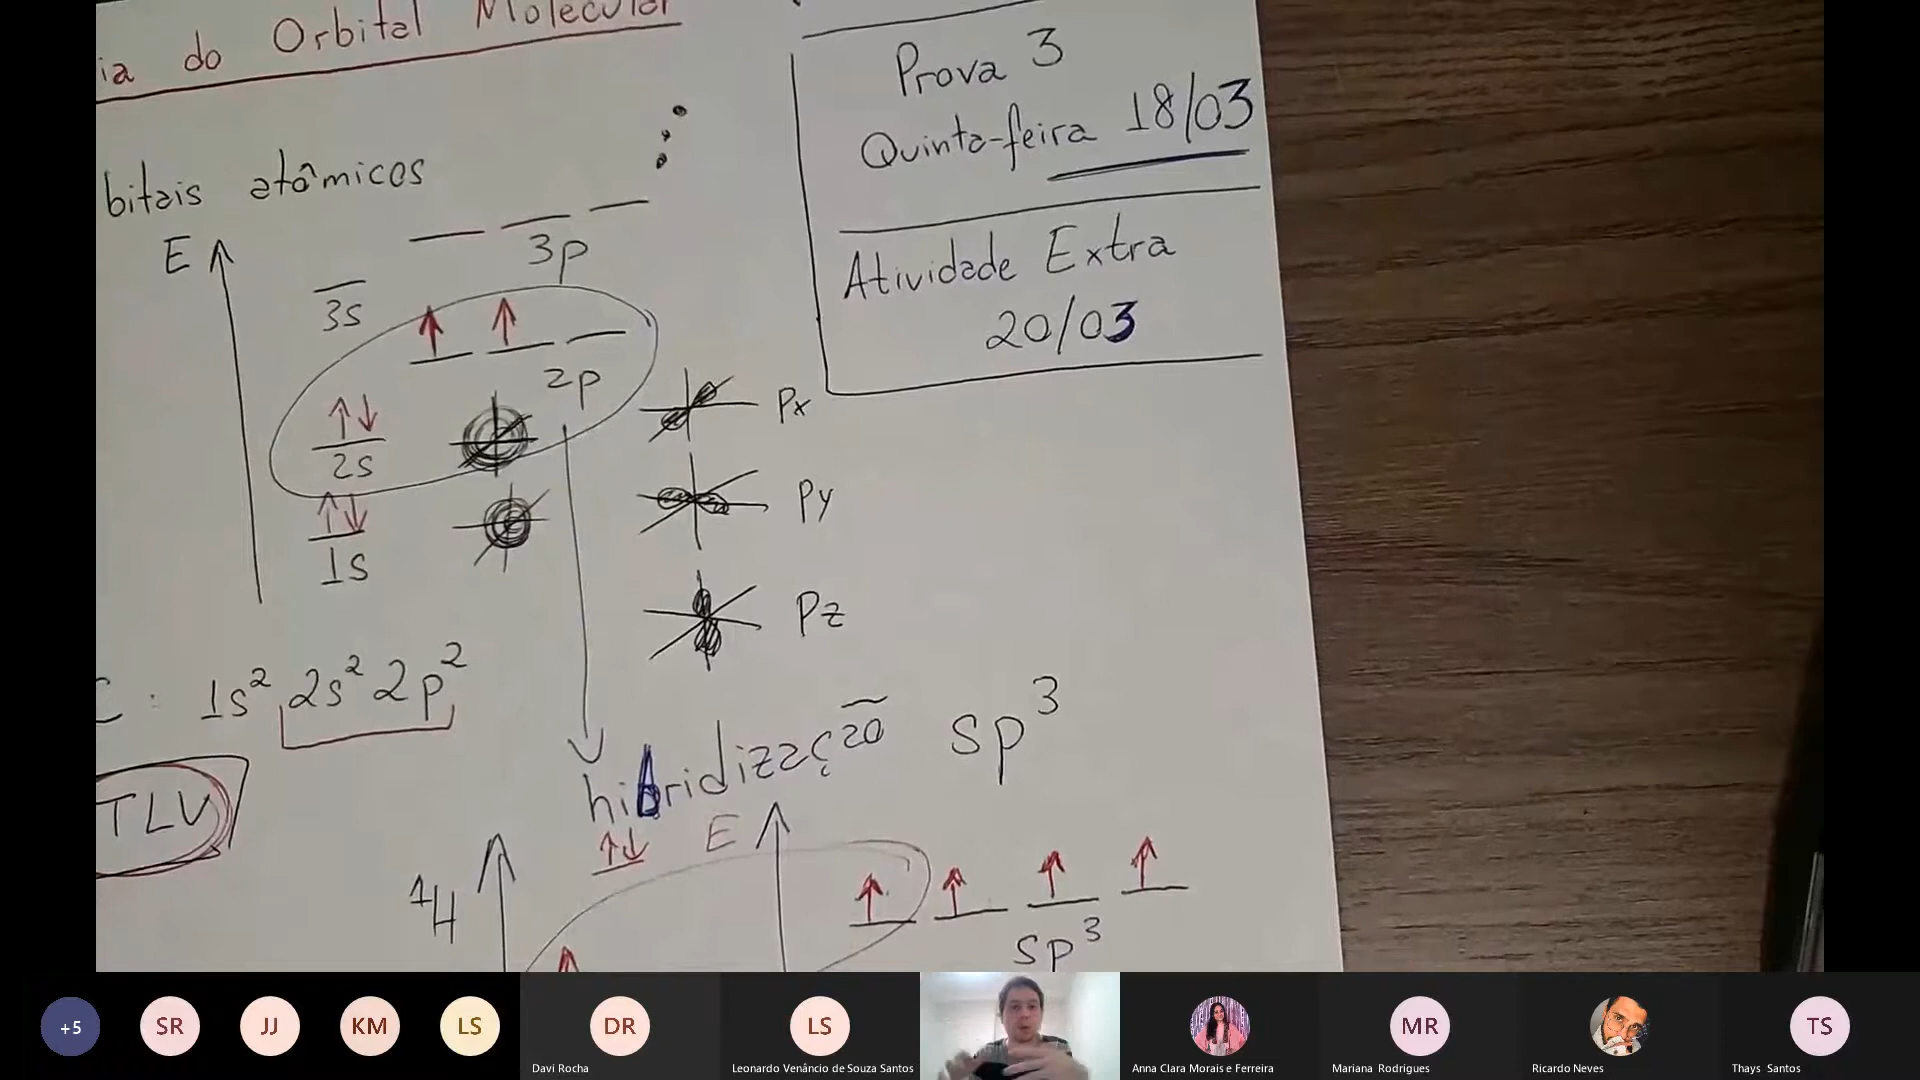 ia do Orbital Molecular
Prova 3
Quinta-feira 18/03
Atividade Extra
20/03
bitais atômicos
E
3p
3s
2p
2s
1s
Px
Py
Pz
C : 1s² 2s² 2p²
TLV
hibridização sp³
E
¹H
sp³
+5
SR
JJ
KM
LS
DR
Davi Rocha
LS
Leonardo Venâncio de Souza Santos
Anna Clara Morais e Ferreira
MR
Mariana Rodrigues
Ricardo Neves
TS
Thays Santos